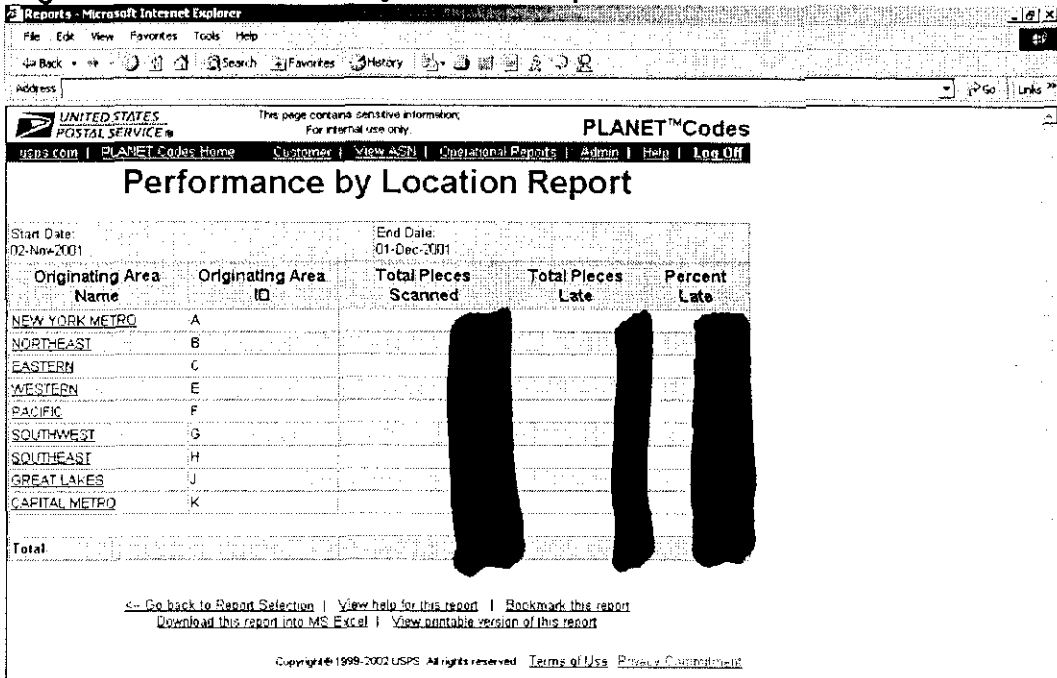 Reports - Microsoft Internet Explorer
File Edit View Favorites Tools Help
Back Search Favorites History
Address Go Links »
UNITED STATES POSTAL SERVICE
This page contains sensitive information;
For internal use only.
PLANET™Codes
usps.com | PLANET Codes Home Customer | View ASN | Operational Reports | Admin | Help | Log Off
Performance by Location Report
Start Date: End Date:
02-Nov-2001 01-Dec-2001
Originating Area Name Originating Area ID Total Pieces Scanned Total Pieces Late Percent Late
NEW YORK METRO A
NORTHEAST B
EASTERN C
WESTERN E
PACIFIC F
SOUTHWEST G
SOUTHEAST H
GREAT LAKES J
CAPITAL METRO K
Total
<-- Go back to Report Selection | View help for this report | Bookmark this report
Download this report into MS Excel | View printable version of this report
Copyright © 1999-2002 USPS. All rights reserved. Terms of Use Privacy Commitment